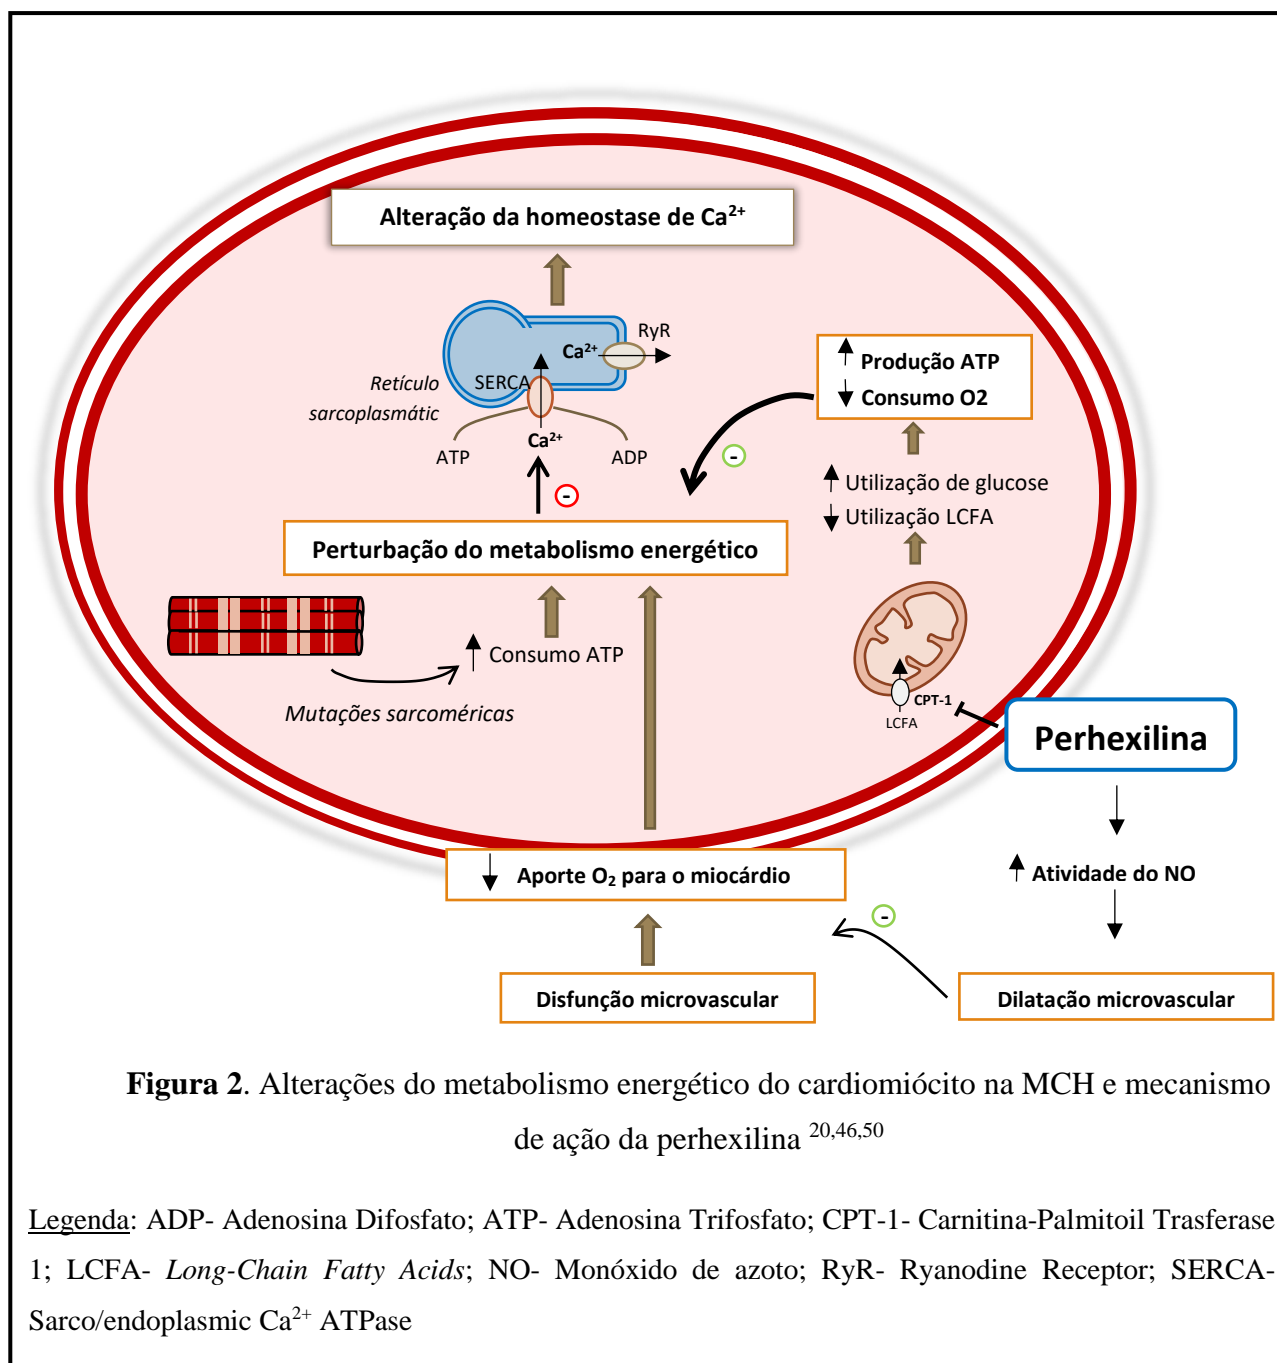 Alteração da homeostase de Ca²⁺
RyR
Ca²⁺
SERCA
Retículo
sarcoplasmátic
Ca²⁺
ATP
ADP
-
Produção ATP
Consumo O2
-
Utilização de glucose
Utilização LCFA
Perturbação do metabolismo energético
Consumo ATP
Mutações sarcoméricas
CPT-1
LCFA
Perhexilina
Aporte O₂ para o miocárdio
Atividade do NO
-
Disfunção microvascular
Dilatação microvascular
Figura 2. Alterações do metabolismo energético do cardiomiócito na MCH e mecanismo
de ação da perhexilina ²⁰,⁴⁶,⁵⁰
Legenda: ADP- Adenosina Difosfato; ATP- Adenosina Trifosfato; CPT-1- Carnitina-Palmitoil Trasferase
1; LCFA- Long-Chain Fatty Acids; NO- Monóxido de azoto; RyR- Ryanodine Receptor; SERCA-
Sarco/endoplasmic Ca²⁺ ATPase